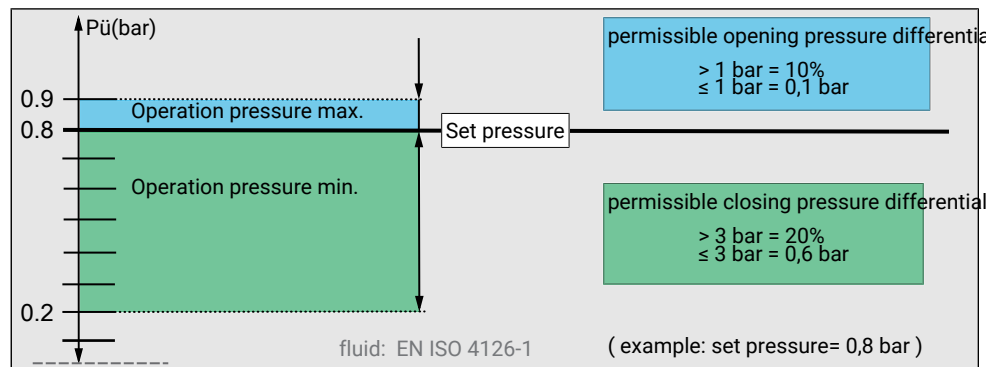 Pü(bar)
permissible opening pressure differentia
> 1 bar = 10%
≤ 1 bar = 0,1 bar
0.9
Operation pressure max.
0.8
Set pressure
Operation pressure min.
permissible closing pressure differential
> 3 bar = 20%
≤ 3 bar = 0,6 bar
0.2
fluid: EN ISO 4126-1
( example: set pressure= 0,8 bar )